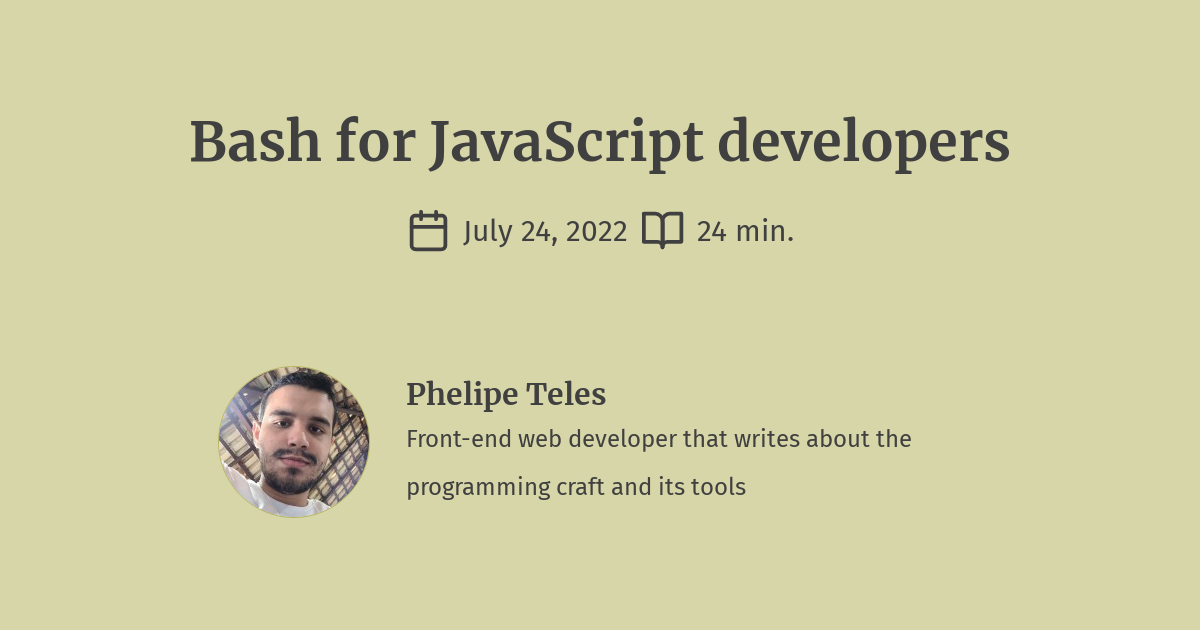 Bash for JavaScript developers
July 24, 2022 24 min.
Phelipe Teles
Front-end web developer that writes about the
programming craft and its tools